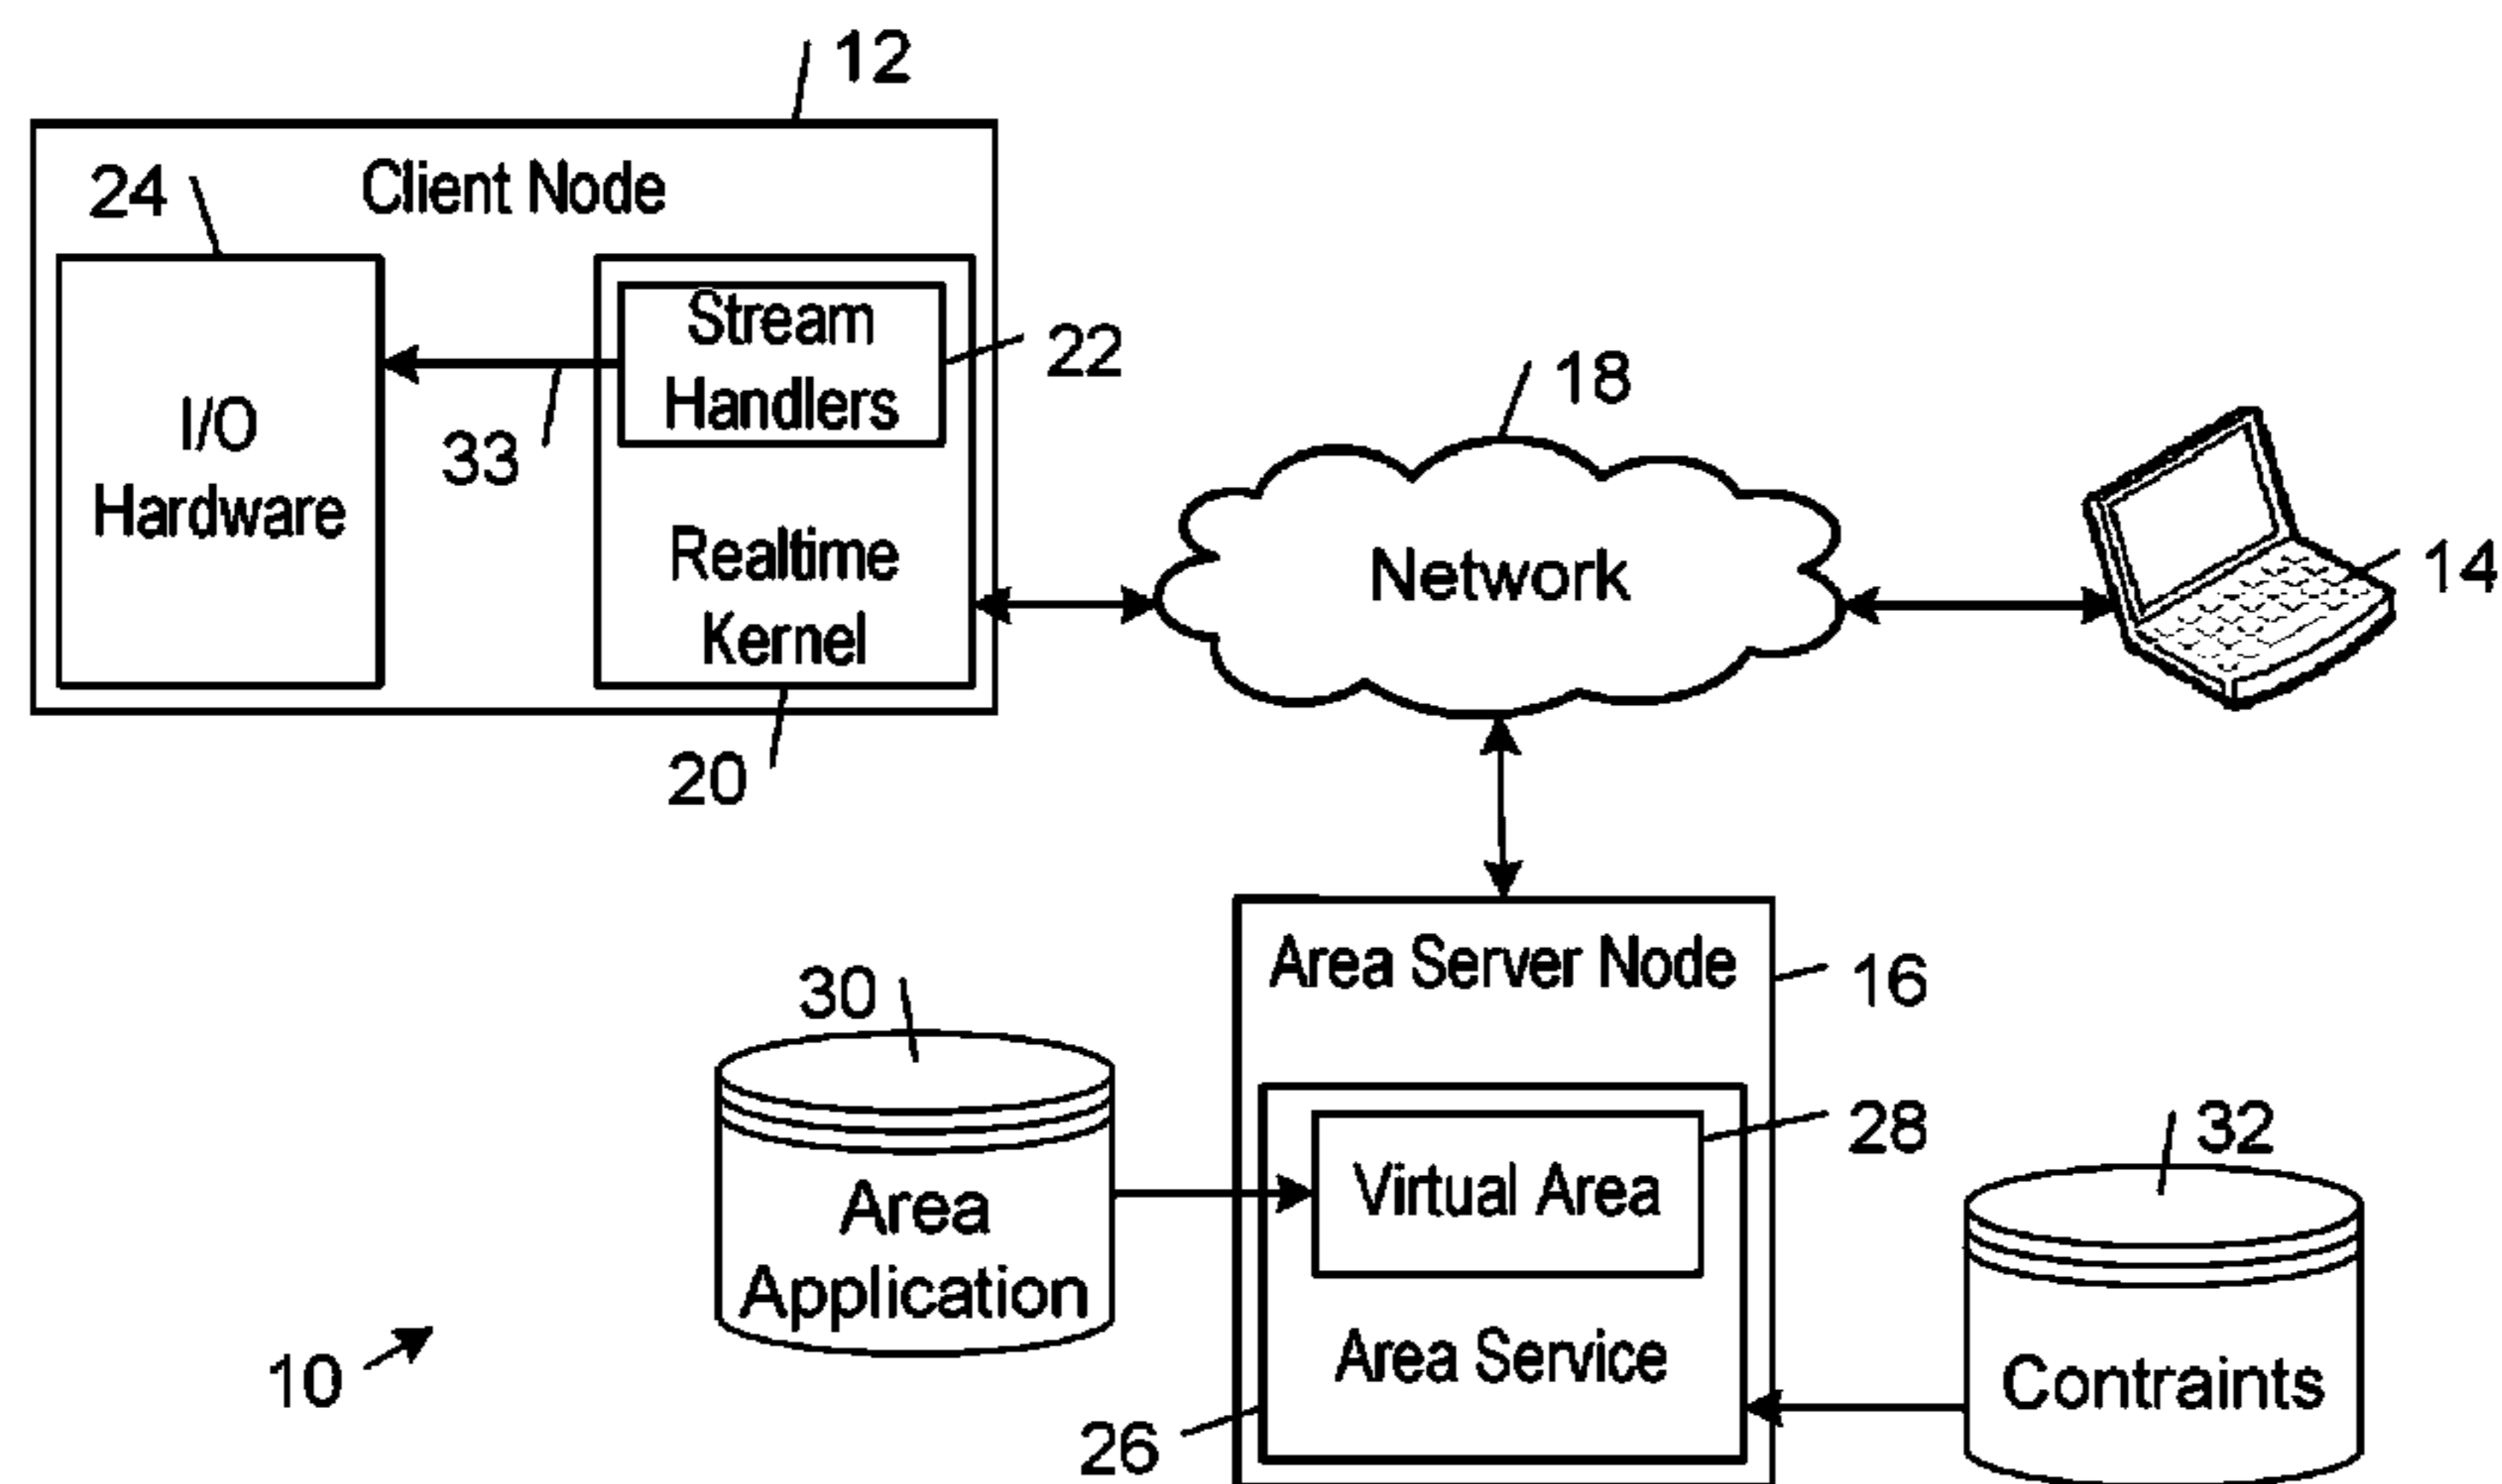 12
24
Client Node
Stream
Handlers
22
I/O
Hardware
33
Realtime
Kernel
20
18
Network
14
Area Server Node
16
30
Area
Application
Virtual Area
28
Area Service
26
32
Contraints
10